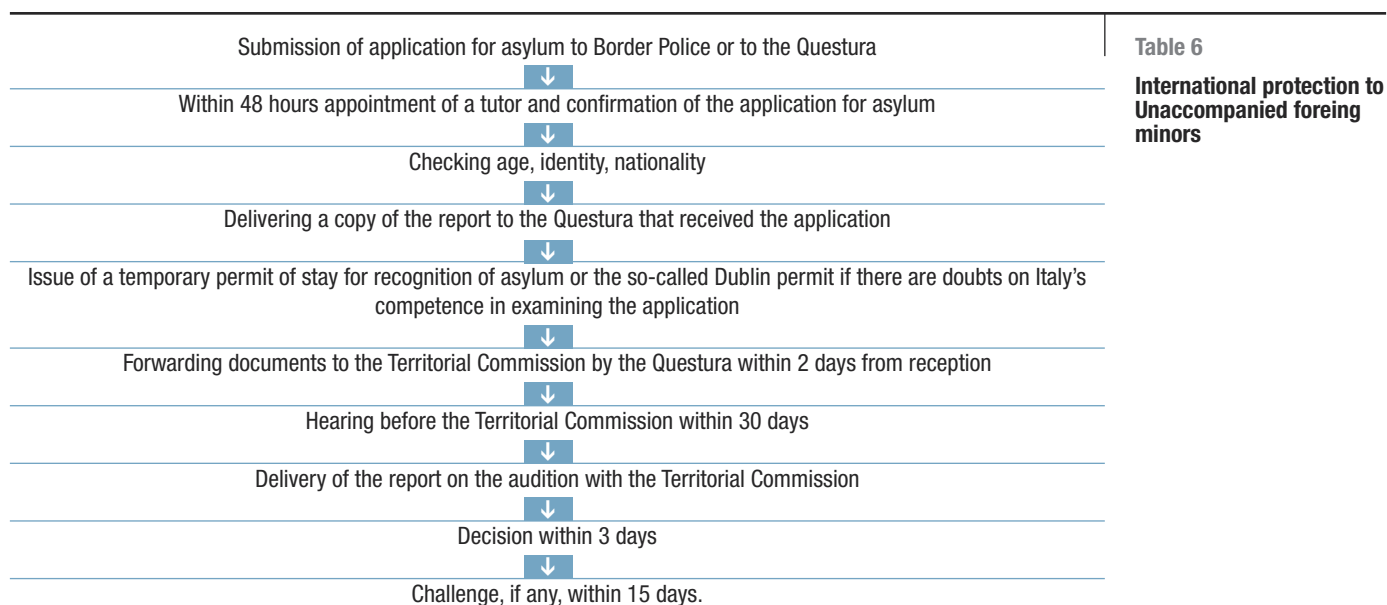 Submission of application for asylum to Border Police or to the Questura
Within 48 hours appointment of a tutor and confirmation of the application for asylum
Checking age, identity, nationality
Delivering a copy of the report to the Questura that received the application
Issue of a temporary permit of stay for recognition of asylum or the so-called Dublin permit if there are doubts on Italy's
competence in examining the application
Forwarding documents to the Territorial Commission by the Questura within 2 days from reception
Hearing before the Territorial Commission within 30 days
Delivery of the report on the audition with the Territorial Commission
Decision within 3 days
Challenge, if any, within 15 days.
Table 6
International protection to
Unaccompanied foreing
minors